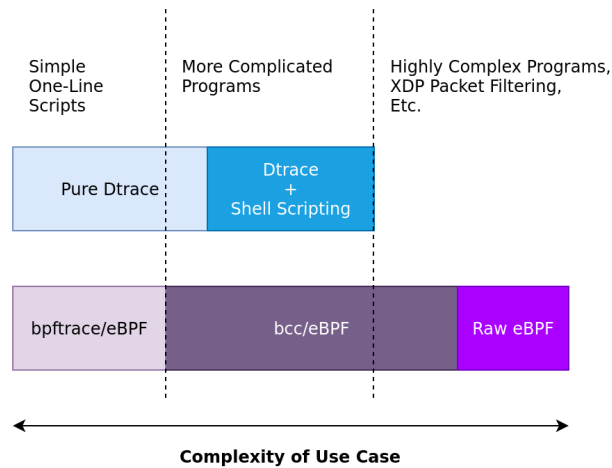 Simple
One-Line
Scripts
More Complicated
Programs
Highly Complex Programs,
XDP Packet Filtering,
Etc.
Pure Dtrace
Dtrace
+
Shell Scripting
bpftrace/eBPF
bcc/eBPF
Raw eBPF
Complexity of Use Case